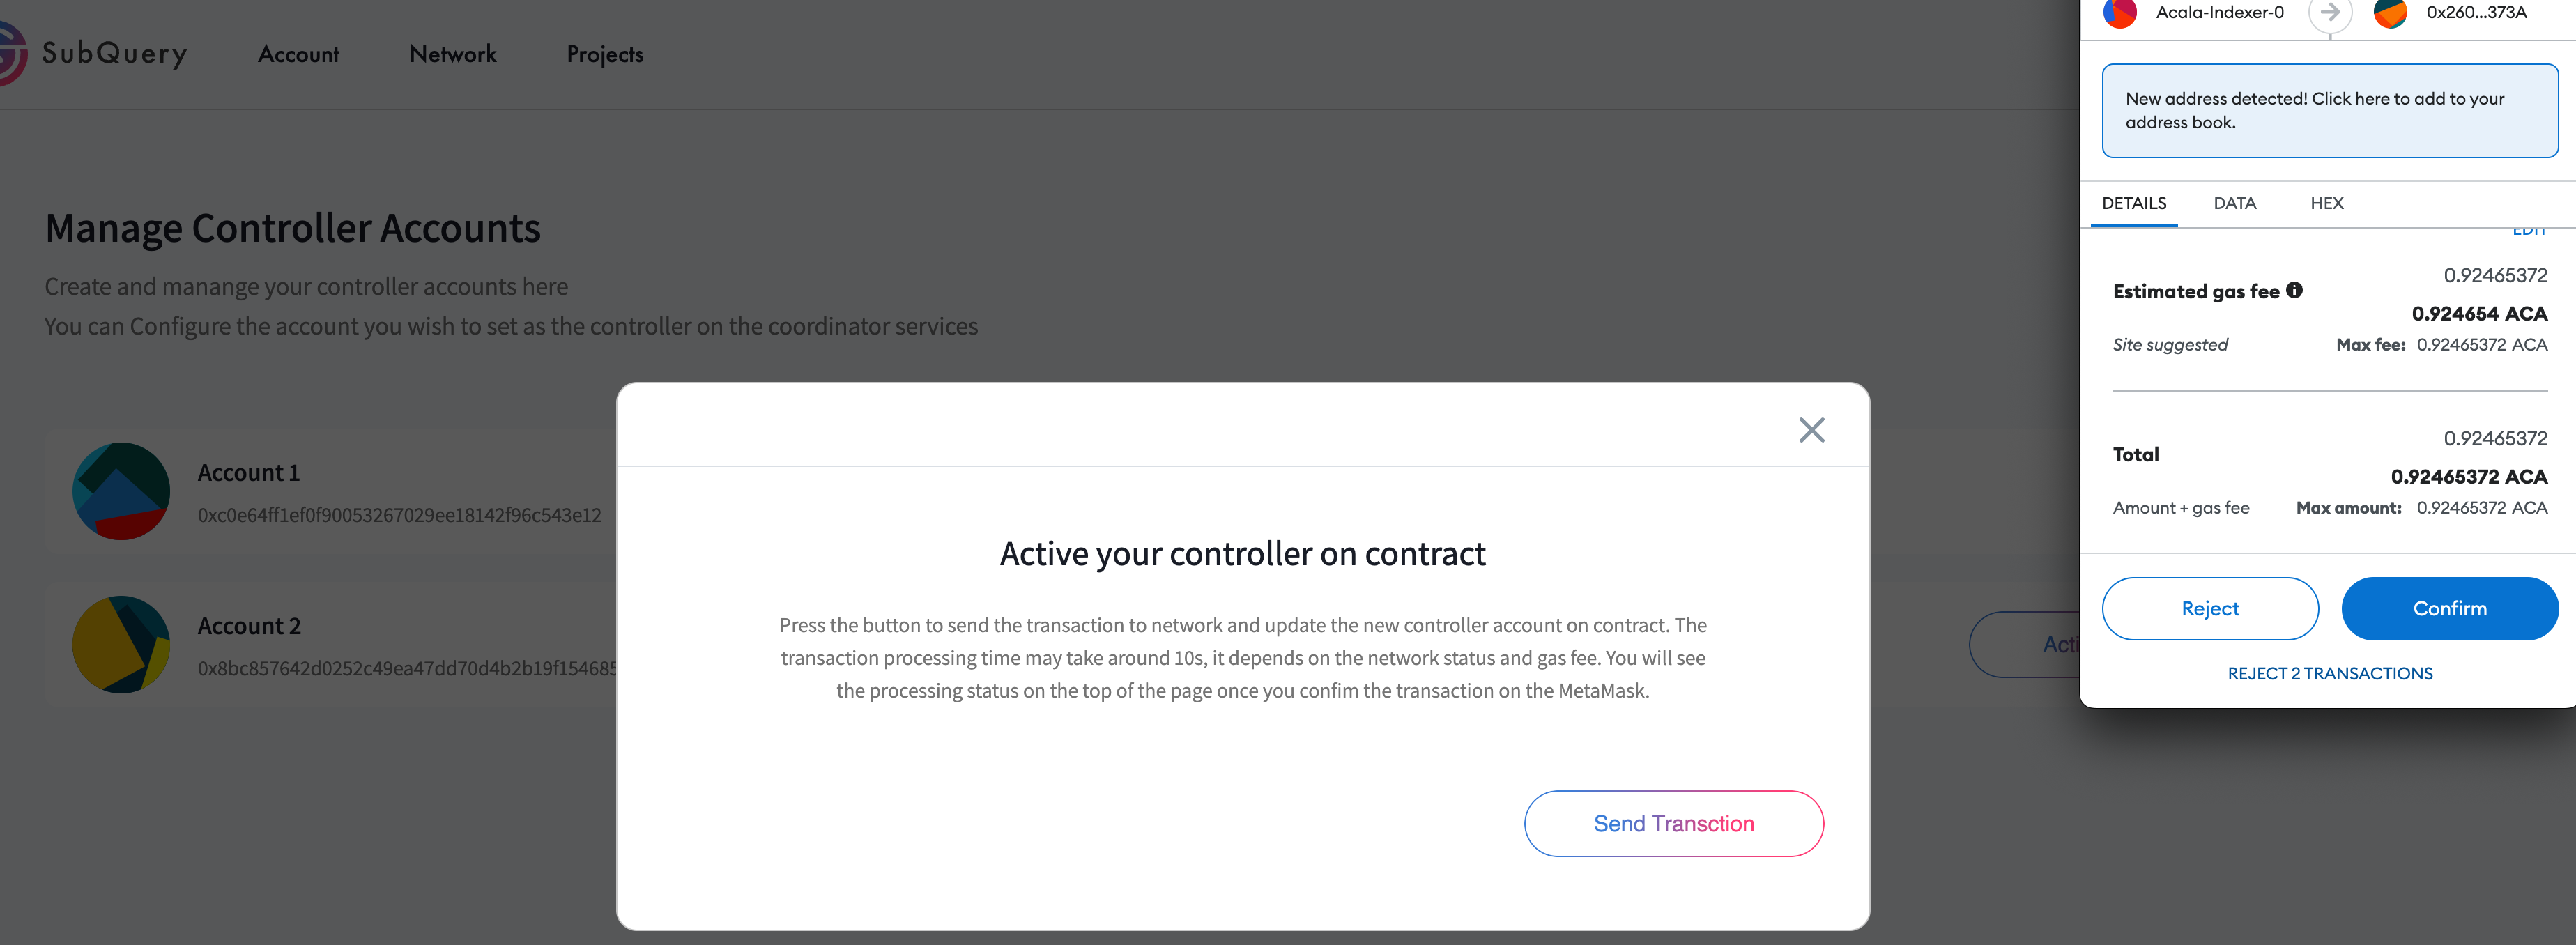 SubQuery
Account
Network
Projects
Manage Controller Accounts
Create and manange your controller accounts here
You can Configure the account you wish to set as the controller on the coordinator services
Account 1
0xc0e64ff1ef0f90053267029ee18142f96c543e12
Account 2
0x8bc857642d0252c49ea47dd70d4b2b19f154685
Acti
Active your controller on contract
Press the button to send the transaction to network and update the new controller account on contract. The
transaction processing time may take around 10s, it depends on the network status and gas fee. You will see
the processing status on the top of the page once you confim the transaction on the MetaMask.
Send Transction
Acala-Indexer-0
0x260...373A
New address detected! Click here to add to your
address book.
DETAILS
DATA
HEX
EDIT
0.92465372
Estimated gas fee
0.924654 ACA
Site suggested
Max fee: 0.92465372 ACA
0.92465372
Total
0.92465372 ACA
Amount + gas fee
Max amount: 0.92465372 ACA
Reject
Confirm
REJECT 2 TRANSACTIONS